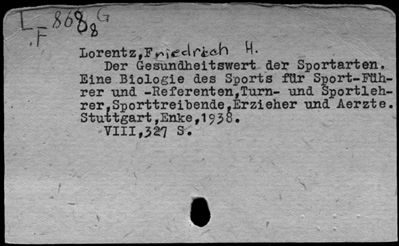 L 868 G
.F 8
Lorentz,Friedrich H.
Der Gesundheitswert der Sportarten.
Eine Biologie des Sports für Sport-Füh-
rer und -Referenten,Turn- und Sportleh-
rer,Sporttreibende,Erzieher und Aerzte.
Stuttgart,Enke,1938.
VIII,327 S.